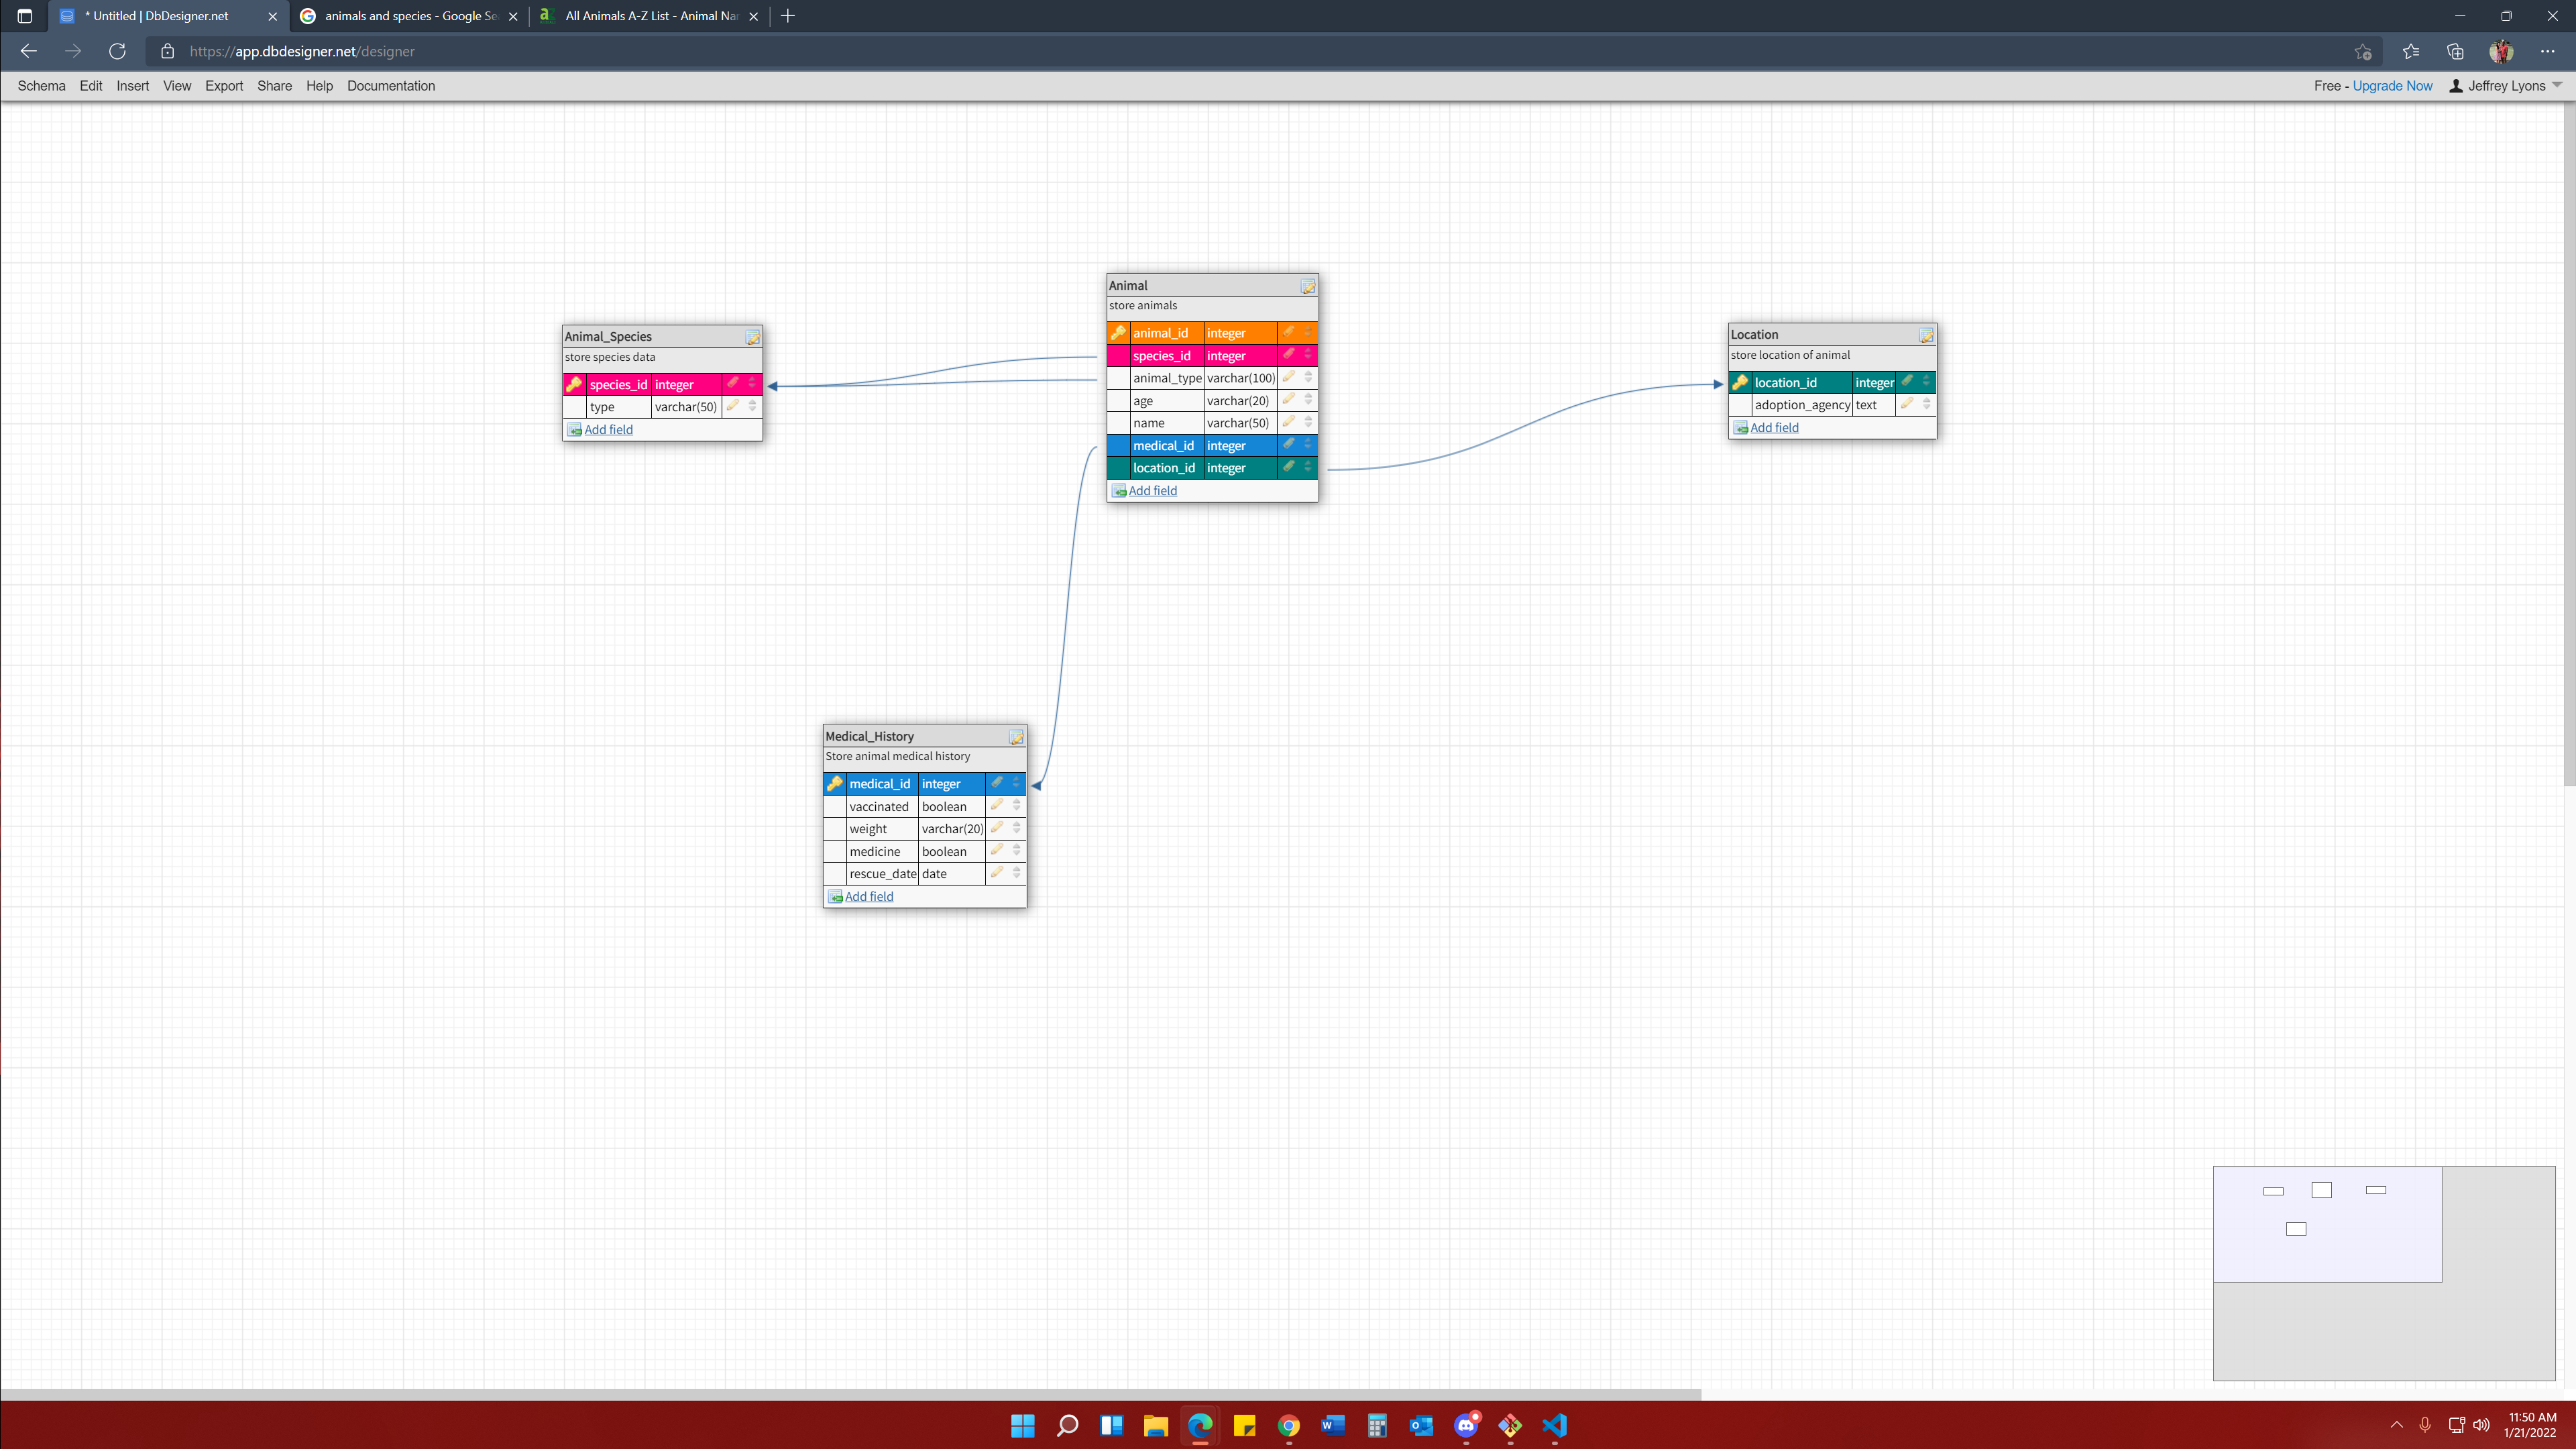 * Untitled | DbDesigner.net
animals and species - Google Se
All Animals A-Z List - Animal Na
https://app.dbdesigner.net/designer
Schema Edit Insert View Export Share Help Documentation
Free - Upgrade Now Jeffrey Lyons
Animal
store animals
animal_id integer
species_id integer
animal_type varchar(100)
age varchar(20)
name varchar(50)
medical_id integer
location_id integer
Add field
Animal_Species
store species data
species_id integer
type varchar(50)
Add field
Location
store location of animal
location_id integer
adoption_agency text
Add field
Medical_History
Store animal medical history
medical_id integer
vaccinated boolean
weight varchar(20)
medicine boolean
rescue_date date
Add field
11:50 AM
1/21/2022